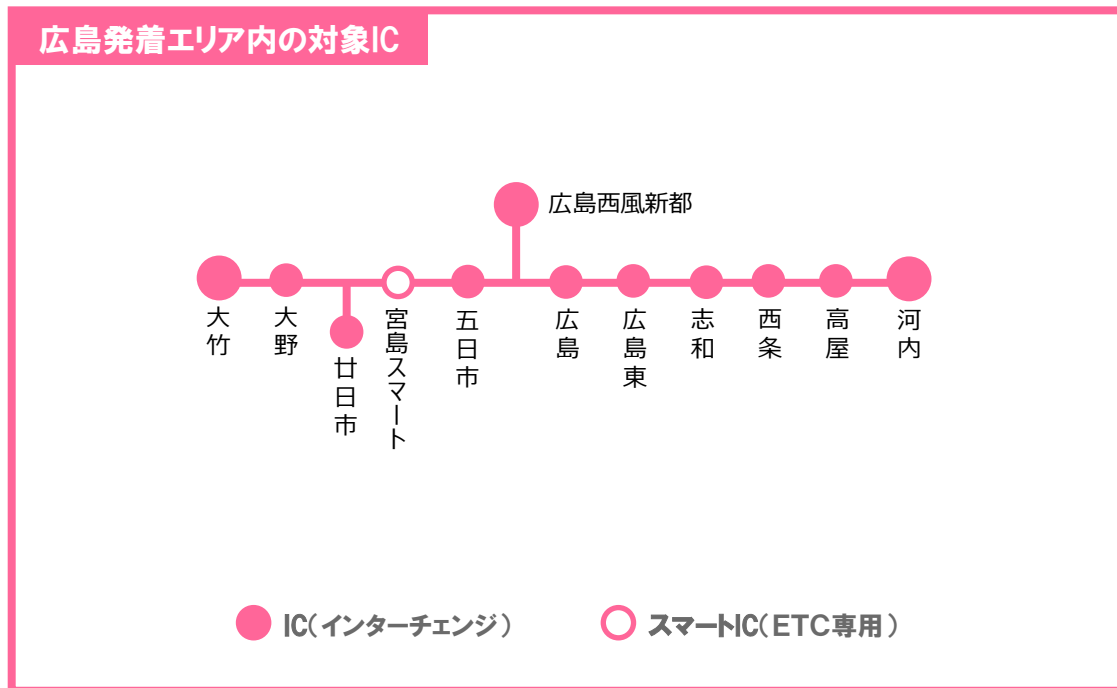 広島発着エリア内の対象IC
広島西風新都
大竹
大野
廿日市
宮島スマート
五日市
広島
広島東
志和
西条
高屋
河内
IC(インターチェンジ)
スマートIC(ETC専用)